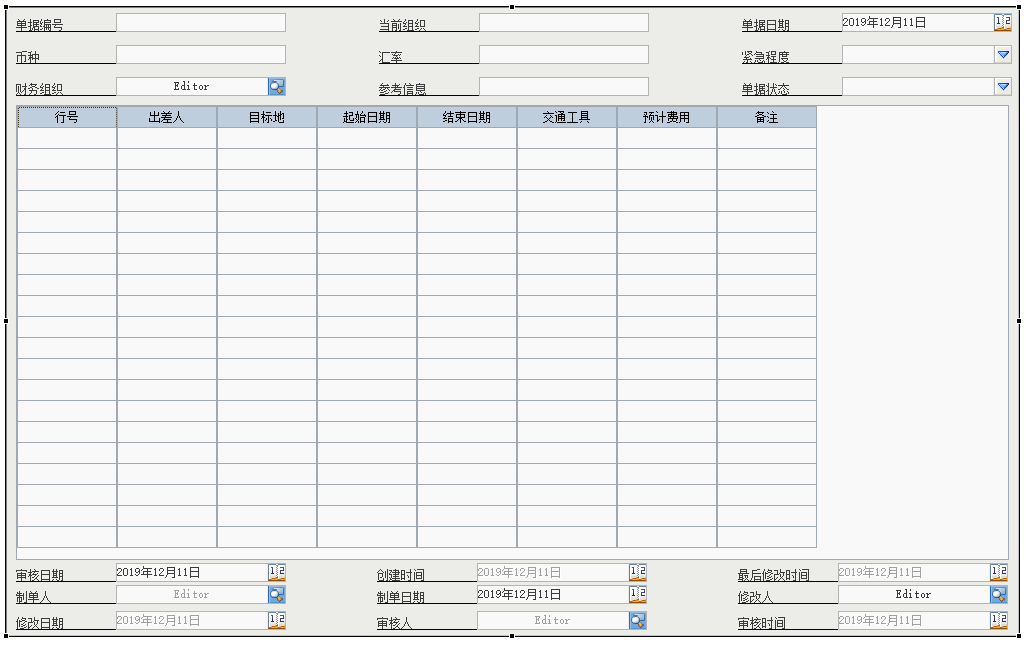 单据编号 当前组织 单据日期 2019年12月11日
币种 汇率 紧急程度
财务组织 Editor 参考信息 单据状态
行号 出差人 目标地 起始日期 结束日期 交通工具 预计费用 备注
审核日期 2019年12月11日 创建时间 2019年12月11日 最后修改时间 2019年12月11日
制单人 Editor 制单日期 2019年12月11日 修改人 Editor
修改日期 2019年12月11日 审核人 Editor 审核时间 2019年12月11日